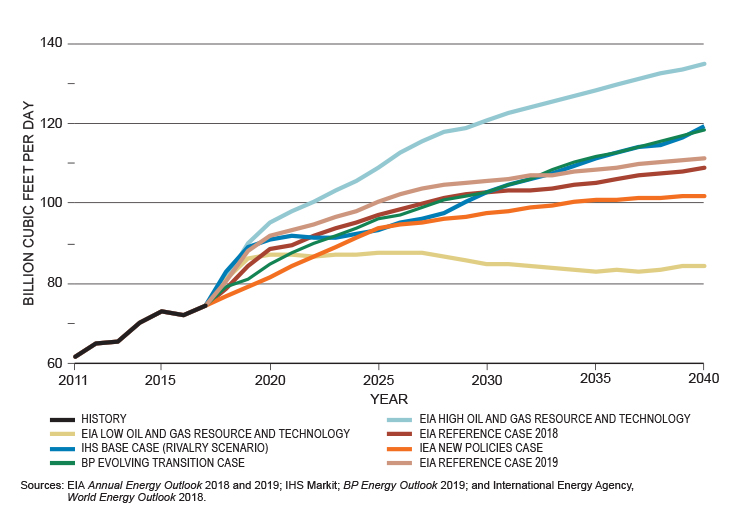 140
120
100
80
60
BILLION CUBIC FEET PER DAY
2011 2015 2020 2025 2030 2035 2040
YEAR
HISTORY
EIA LOW OIL AND GAS RESOURCE AND TECHNOLOGY
IHS BASE CASE (RIVALRY SCENARIO)
BP EVOLVING TRANSITION CASE
EIA HIGH OIL AND GAS RESOURCE AND TECHNOLOGY
EIA REFERENCE CASE 2018
IEA NEW POLICIES CASE
EIA REFERENCE CASE 2019
Sources: EIA Annual Energy Outlook 2018 and 2019; IHS Markit; BP Energy Outlook 2019; and International Energy Agency,
World Energy Outlook 2018.